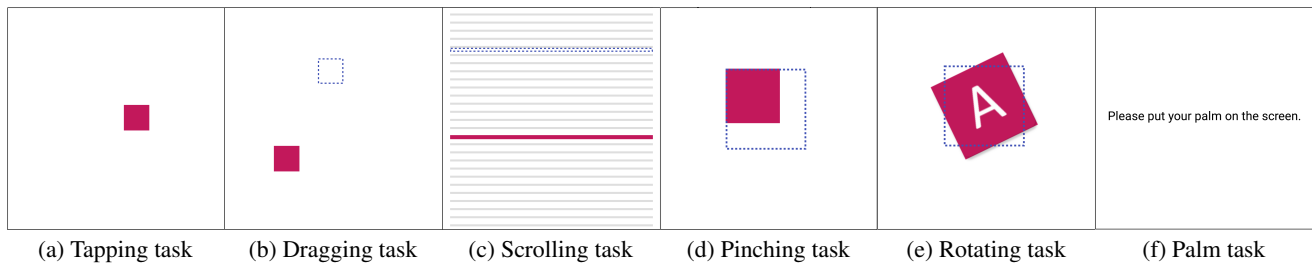 A
Please put your palm on the screen.
(a) Tapping task
(b) Dragging task
(c) Scrolling task
(d) Pinching task
(e) Rotating task
(f) Palm task